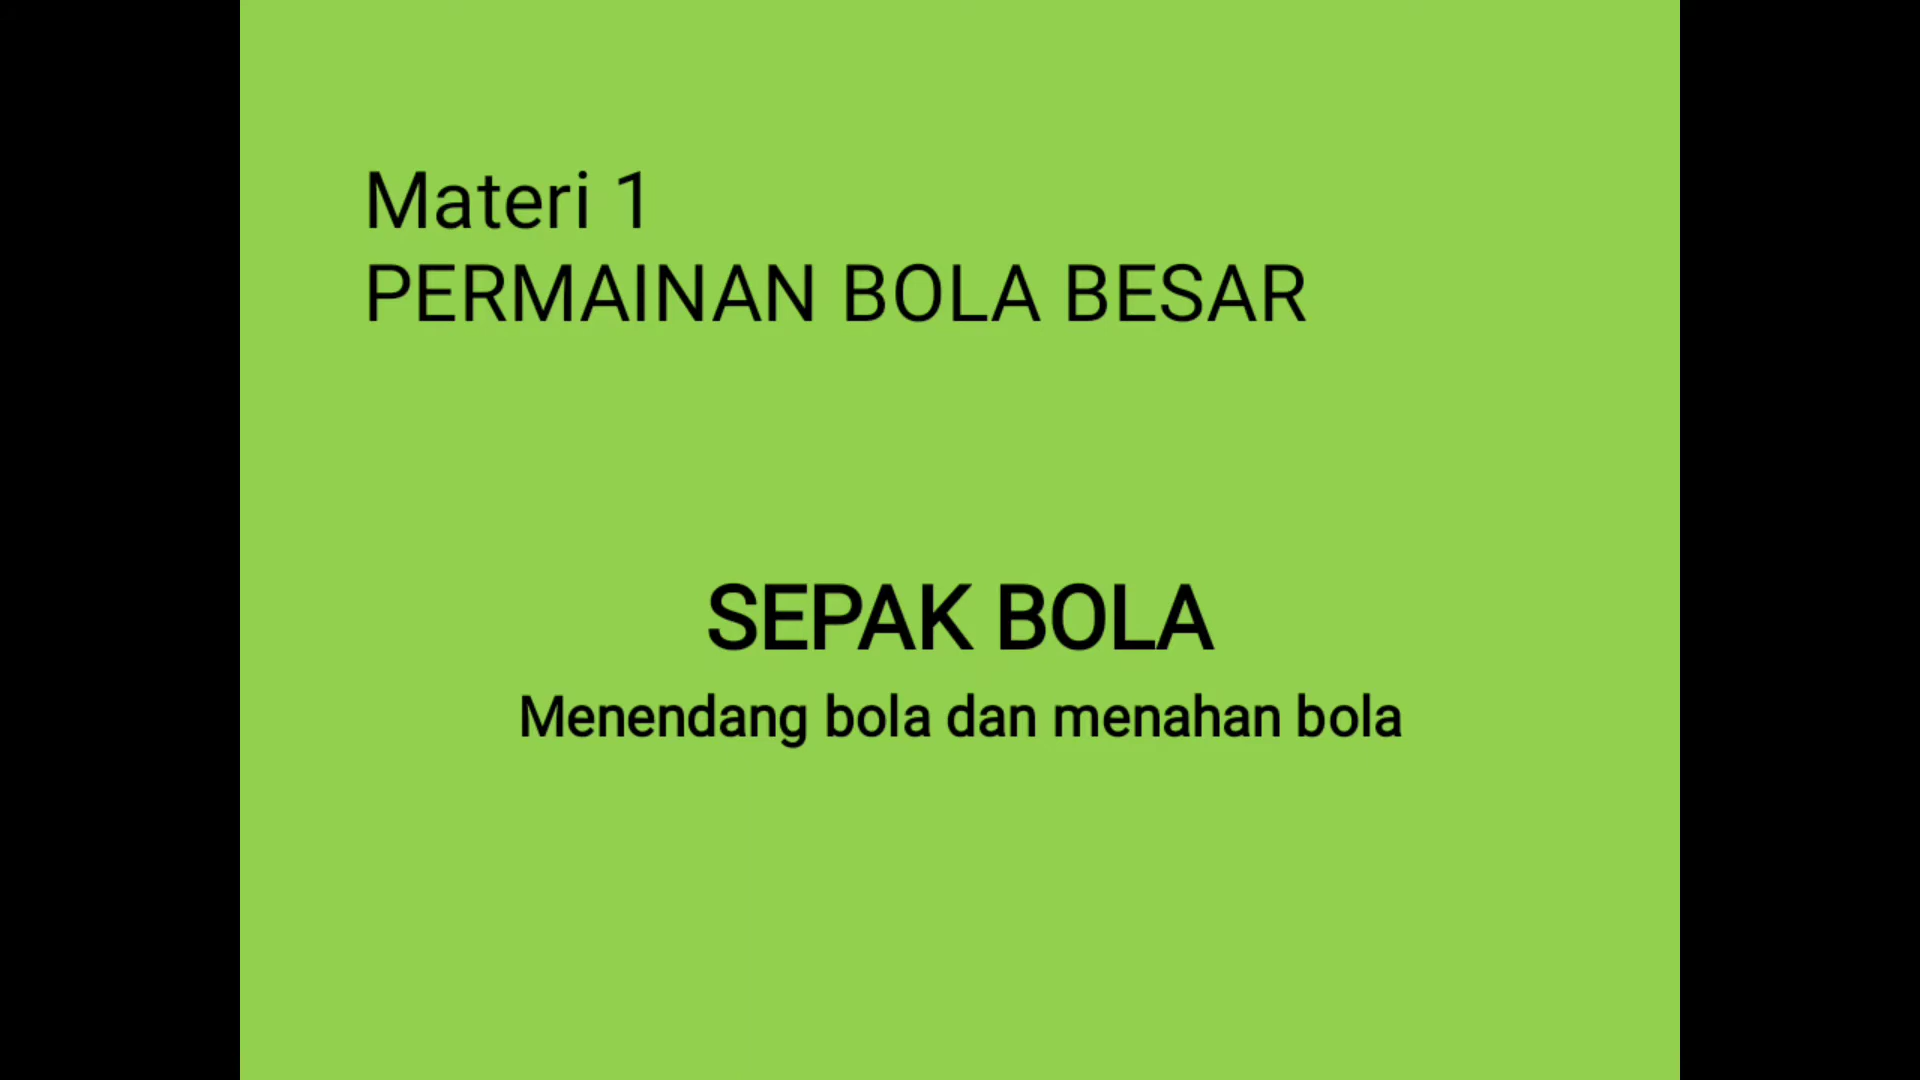 Materi 1
PERMAINAN BOLA BESAR
SEPAK BOLA
Menendang bola dan menahan bola